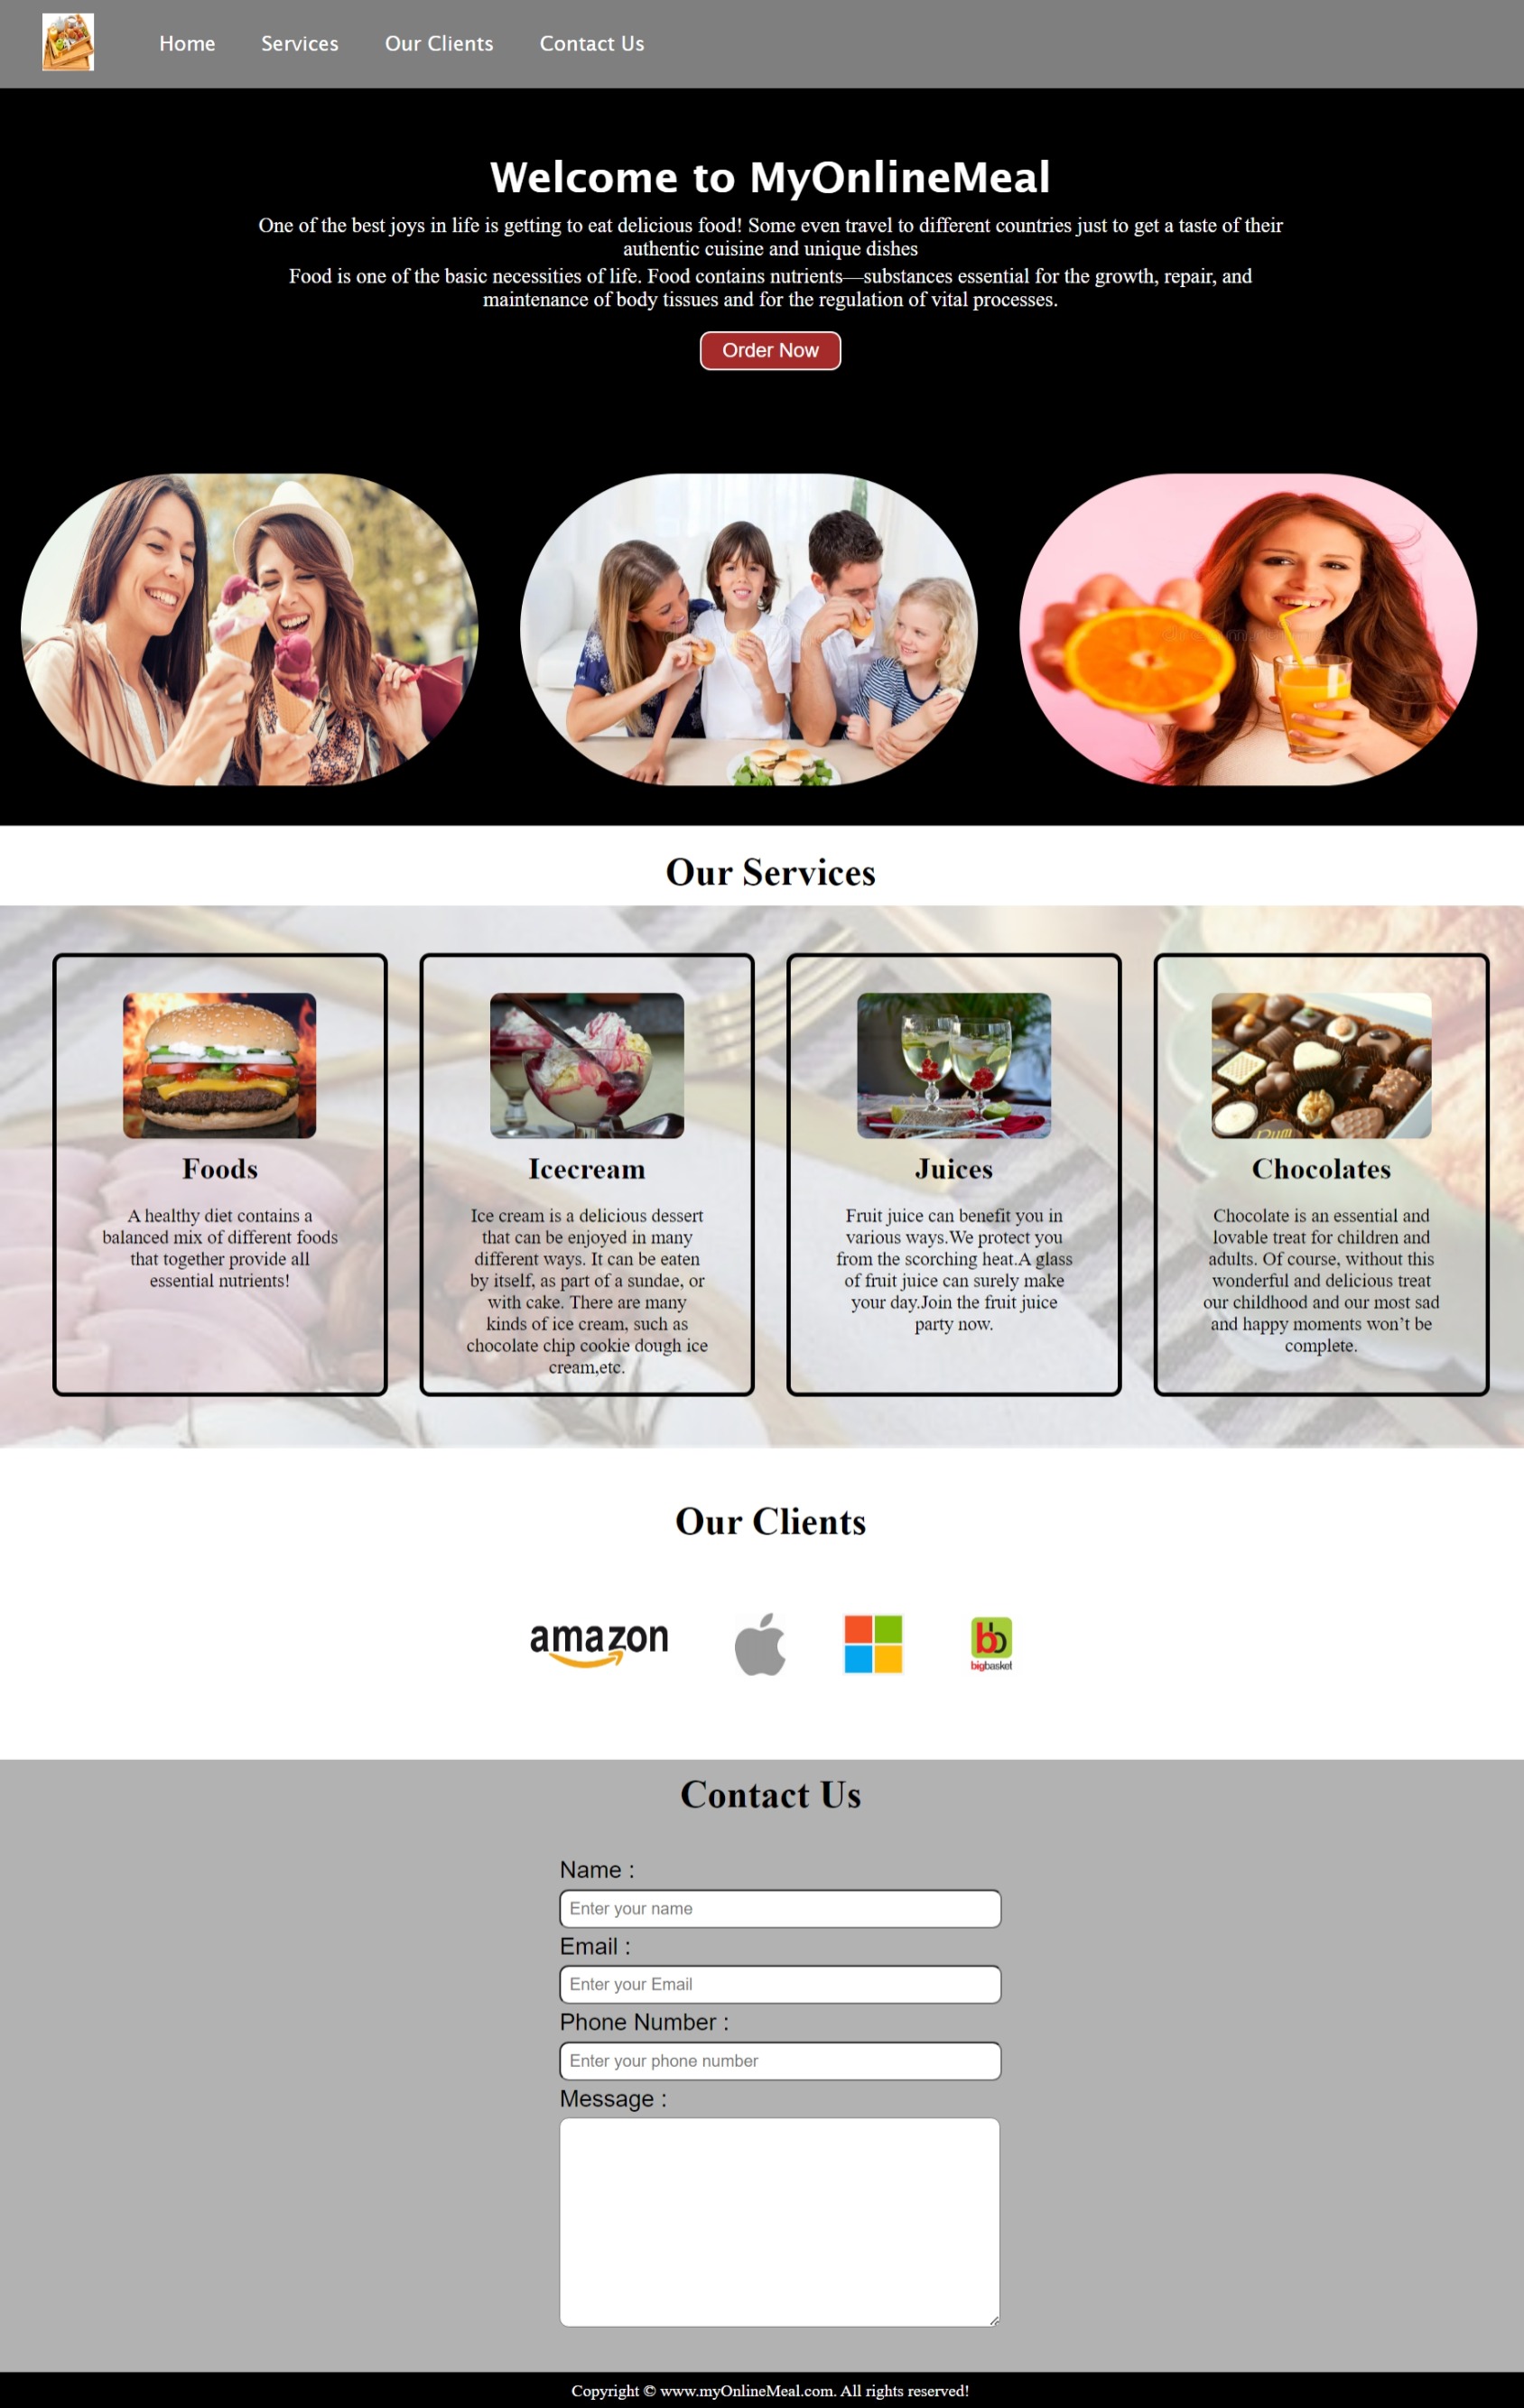 Home Services Our Clients Contact Us
Welcome to MyOnlineMeal
One of the best joys in life is getting to eat delicious food! Some even travel to different countries just to get a taste of their
authentic cuisine and unique dishes
Food is one of the basic necessities of life. Food contains nutrients—substances essential for the growth, repair, and
maintenance of body tissues and for the regulation of vital processes.
Order Now
Our Services
Foods
A healthy diet contains a
balanced mix of different foods
that together provide all
essential nutrients!
Icecream
Ice cream is a delicious dessert
that can be enjoyed in many
different ways. It can be eaten
by itself, as part of a sundae, or
with cake. There are many
kinds of ice cream, such as
chocolate chip cookie dough ice
cream,etc.
Juices
Fruit juice can benefit you in
various ways.We protect you
from the scorching heat.A glass
of fruit juice can surely make
your day.Join the fruit juice
party now.
Chocolates
Chocolate is an essential and
lovable treat for children and
adults. Of course, without this
wonderful and delicious treat
our childhood and our most sad
and happy moments won’t be
complete.
Our Clients
amazon
bb
bigbasket
Contact Us
Name :
Enter your name
Email :
Enter your Email
Phone Number :
Enter your phone number
Message :
Copyright © www.myOnlineMeal.com. All rights reserved!